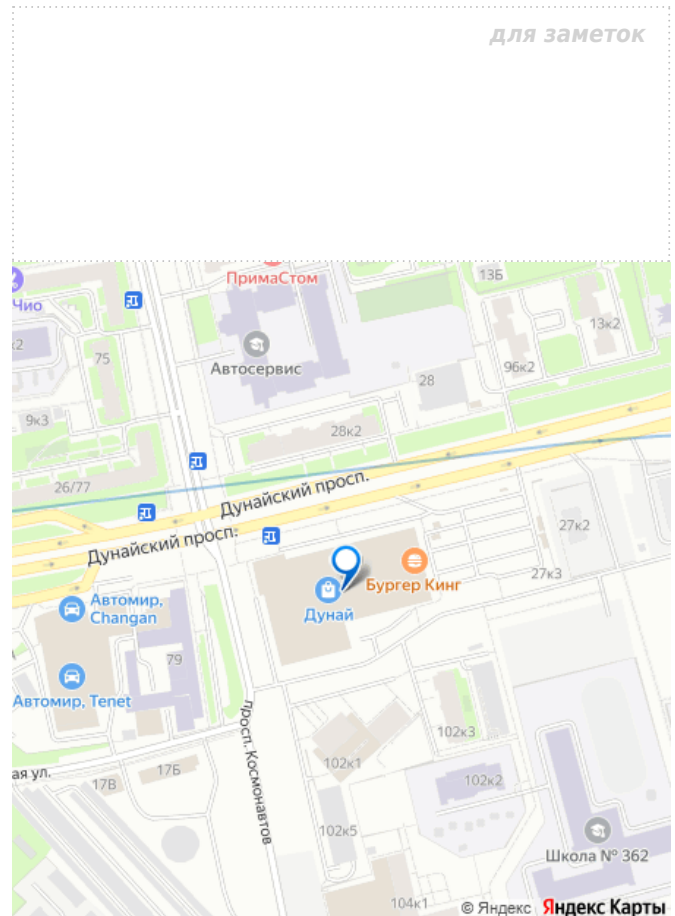 для заметок
ПримаСтом
13Б
Чио
13к2
к2
75
Автосервис
96к2
28
9к3
28к2
26/77
Дунайский просп.
27к2
Дунайский просп.
Бургер Кинг
27к3
Автомир,
Changan
Дунай
79
Автомир, Tenet
просп. Космонавтов
102к3
102к1
ая ул.
17Б
17В
102к2
102к5
Школа № 362
104к1
© Яндекс Яндекс Карты